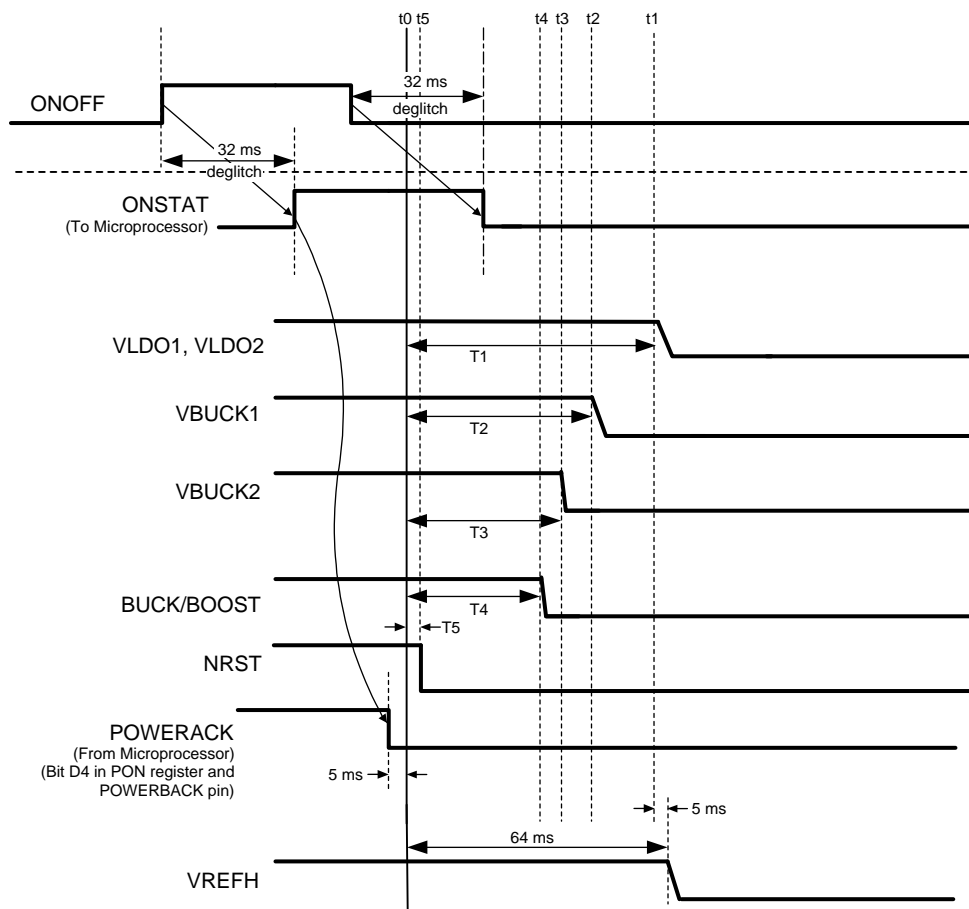 t0 t5 t4 t3 t2 t1
32 ms
deglitch
ONOFF
32 ms
deglitch
ONSTAT
(To Microprocessor)
VLDO1, VLDO2
T1
VBUCK1
T2
VBUCK2
T3
BUCK/BOOST
T4
T5
NRST
POWERACK
(From Microprocessor)
(Bit D4 in PON register and
POWERBACK pin)
5 ms
5 ms
64 ms
VREFH